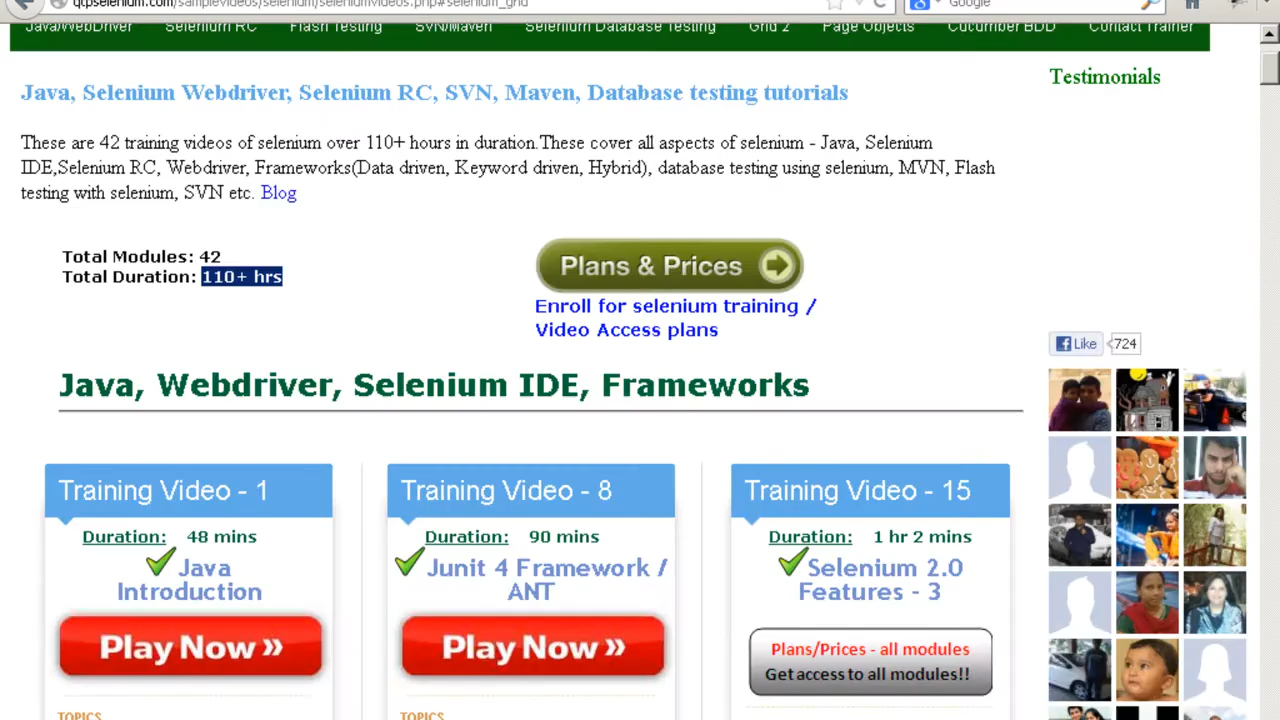 qtpselenium.com/samplevideos/selenium/seleniumvideos.php#selenium_grid
Google
Java/WebDriver Selenium RC Flash Testing SVN/Maven Selenium Database Testing Grid 2 Page Objects Cucumber BDD Contact Trainer
Testimonials
Java, Selenium Webdriver, Selenium RC, SVN, Maven, Database testing tutorials
These are 42 training videos of selenium over 110+ hours in duration.These cover all aspects of selenium - Java, Selenium
IDE,Selenium RC, Webdriver, Frameworks(Data driven, Keyword driven, Hybrid), database testing using selenium, MVN, Flash
testing with selenium, SVN etc. Blog
Total Modules: 42
Total Duration: 110+ hrs
Plans & Prices
Enroll for selenium training /
Video Access plans
Like 724
Java, Webdriver, Selenium IDE, Frameworks
Training Video - 1
Duration: 48 mins
Java
Introduction
Play Now »
TOPICS
Training Video - 8
Duration: 90 mins
Junit 4 Framework /
ANT
Play Now »
TOPICS
Training Video - 15
Duration: 1 hr 2 mins
Selenium 2.0
Features - 3
Plans/Prices - all modules
Get access to all modules!!